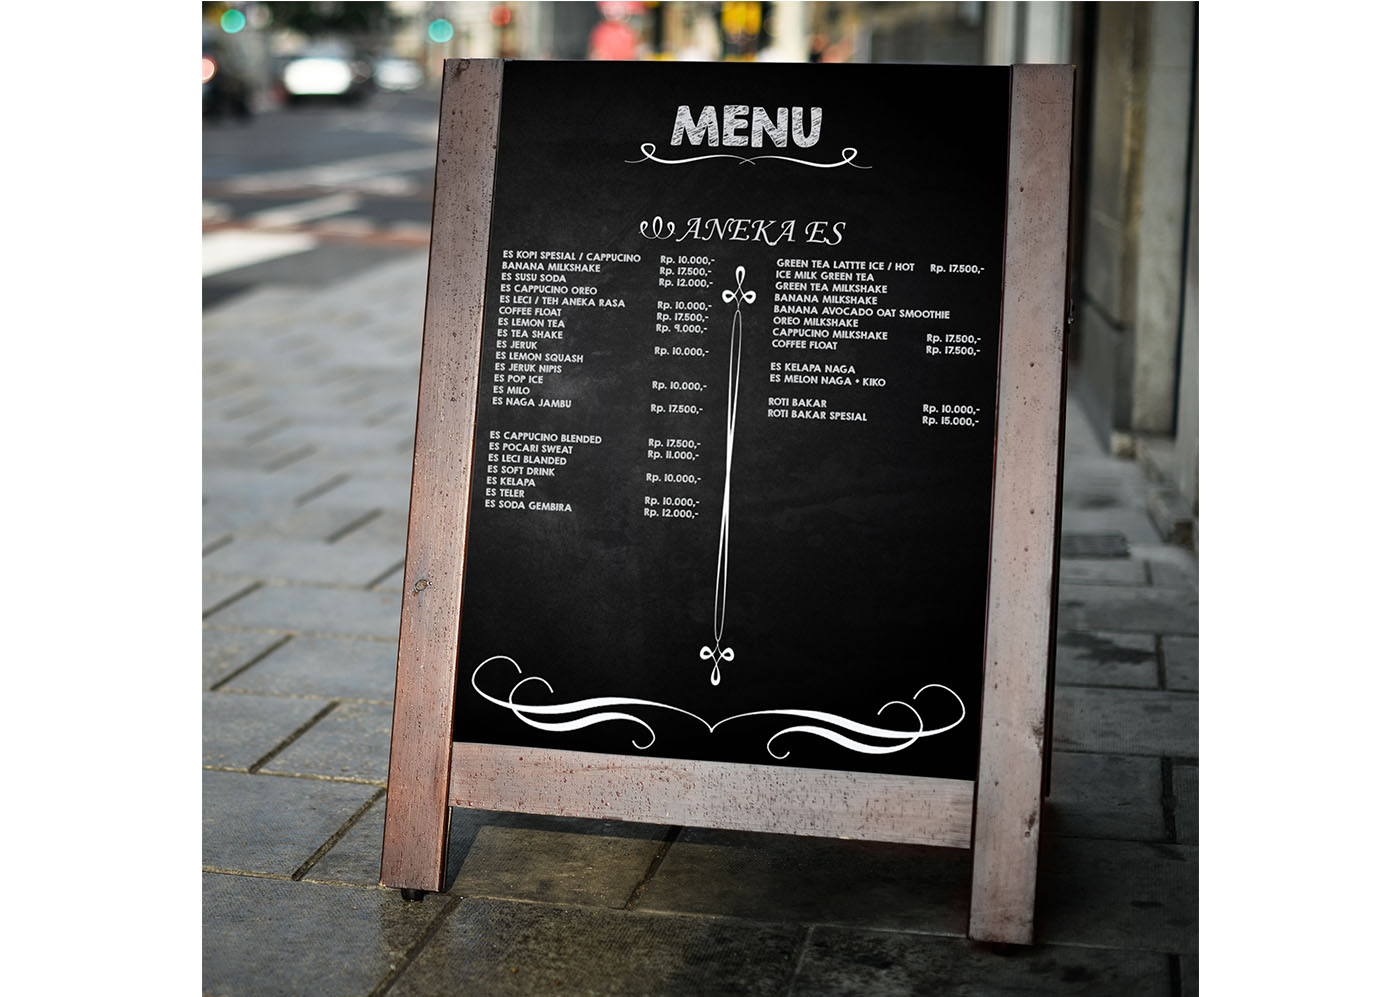 MENU
ANEKA ES
ES KOPI SPESIAL / CAPPUCINO Rp. 10.000,-
BANANA MILKSHAKE Rp. 17.500,-
ES SUSU SODA Rp. 12.000,-
ES CAPPUCINO OREO
ES LECI / TEH ANEKA RASA Rp. 10.000,-
COFFEE FLOAT Rp. 17.500,-
ES LEMON TEA Rp. 9.000,-
ES TEA SHAKE
ES JERUK Rp. 10.000,-
ES LEMON SQUASH
ES JERUK NIPIS
ES POP ICE Rp. 10.000,-
ES MILO
ES NAGA JAMBU Rp. 17.500,-
ES CAPPUCINO BLENDED Rp. 17.500,-
ES POCARI SWEAT Rp. 11.000,-
ES LECI BLANDED
ES SOFT DRINK Rp. 10.000,-
ES KELAPA
ES TELER Rp. 10.000,-
ES SODA GEMBIRA Rp. 12.000,-
GREEN TEA LATTTE ICE / HOT Rp. 17.500,-
ICE MILK GREEN TEA
GREEN TEA MILKSHAKE
BANANA MILKSHAKE
BANANA AVOCADO OAT SMOOTHIE
OREO MILKSHAKE
CAPPUCINO MILKSHAKE Rp. 17.500,-
COFFEE FLOAT Rp. 17.500,-
ES KELAPA NAGA
ES MELON NAGA + KIKO
ROTI BAKAR Rp. 10.000,-
ROTI BAKAR SPESIAL Rp. 15.000,-